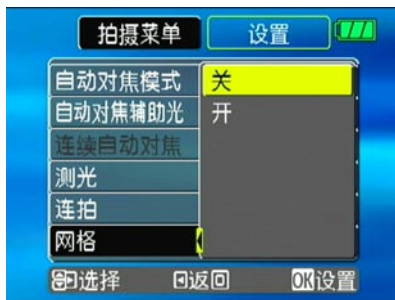 拍摄菜单 设置
自动对焦模式 关
自动对焦辅助光 开
连续自动对焦
测光
连拍
网格
选择 返回 OK设置